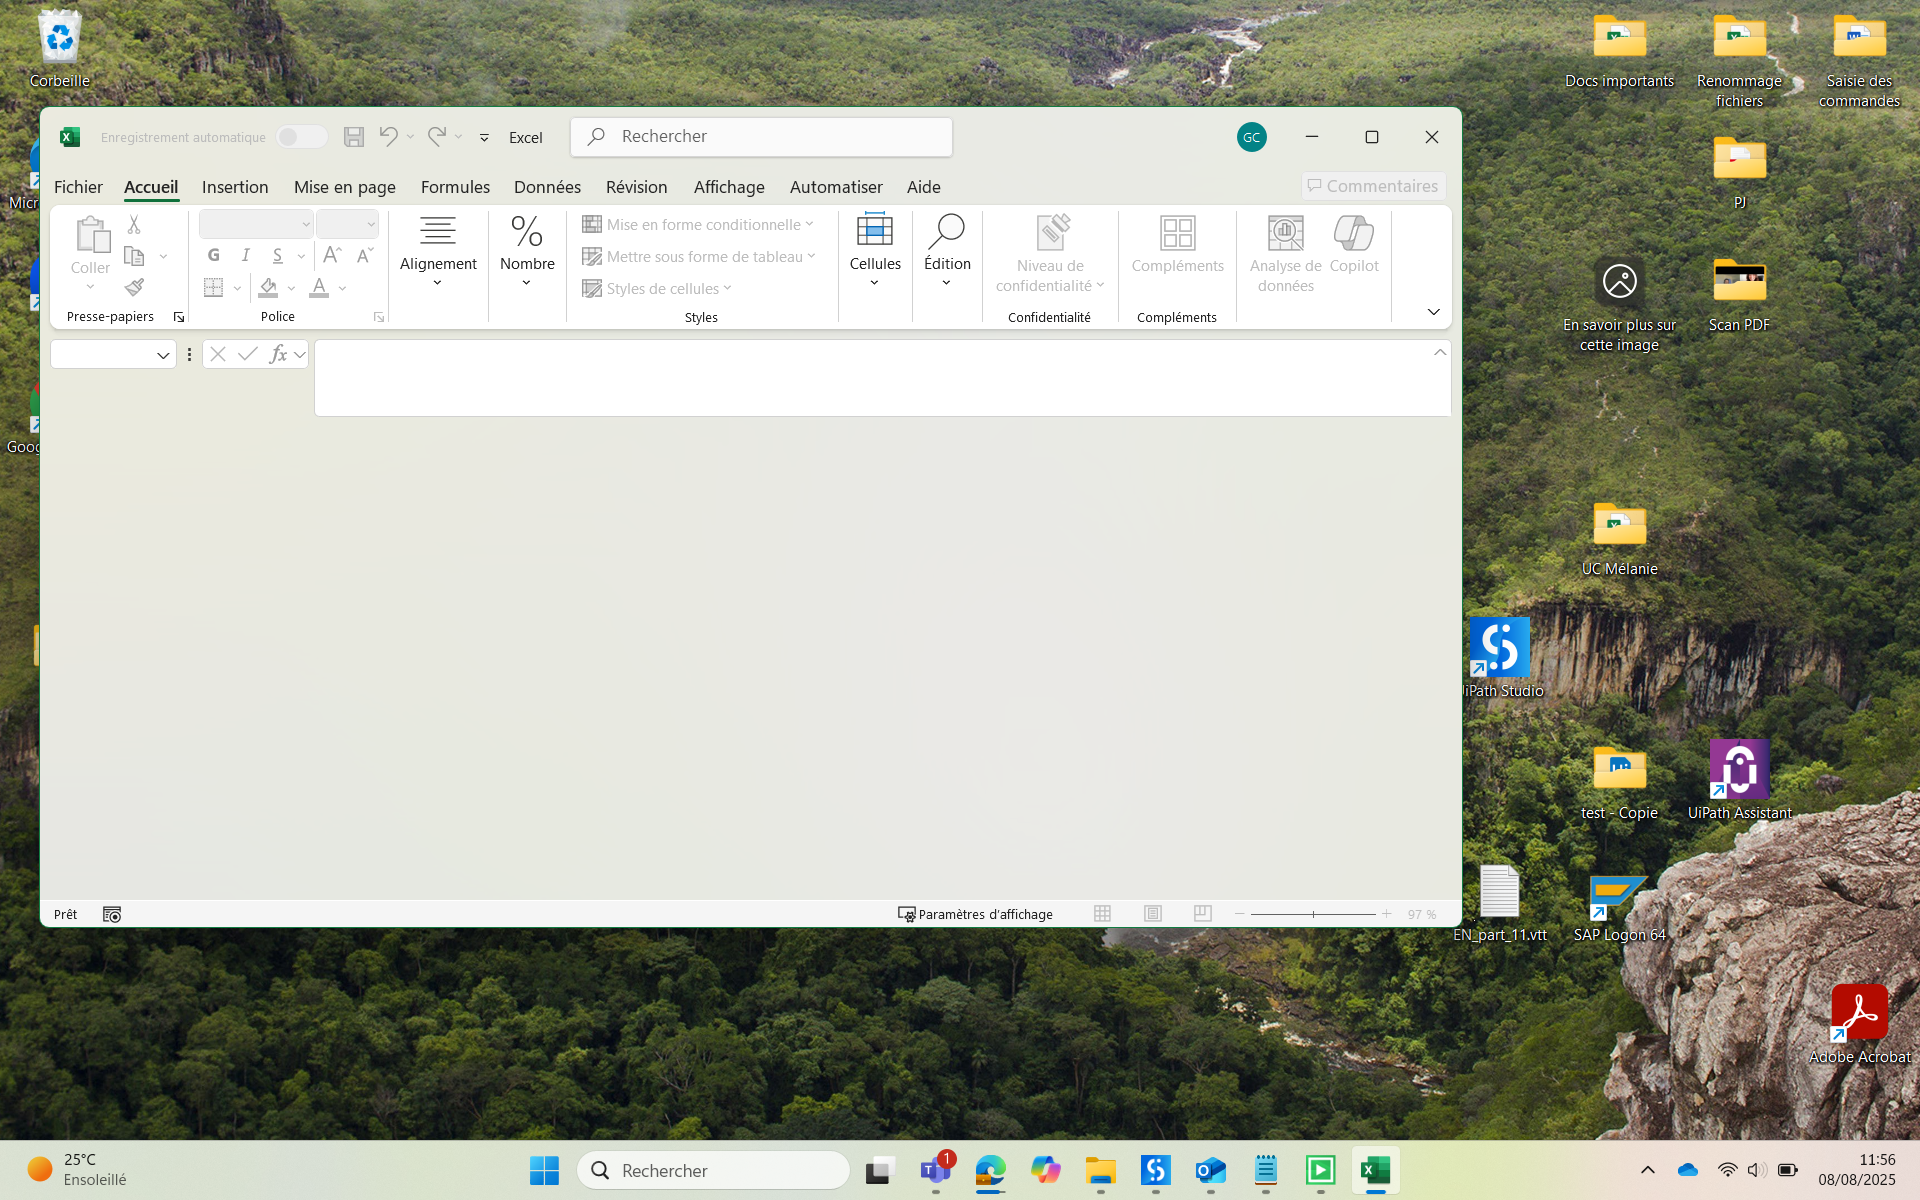 Corbeille
Docs importants
Renommage
fichiers
Saisie des
commandes
Enregistrement automatique
Excel
Rechercher
GC
Fichier
Accueil
Insertion
Mise en page
Formules
Données
Révision
Affichage
Automatiser
Aide
Commentaires
Coller
Presse-papiers
G
I
S
A
A
A
Police
Alignement
%
Nombre
Mise en forme conditionnelle
Mettre sous forme de tableau
Styles de cellules
Styles
Cellules
Édition
Niveau de
confidentialité
Confidentialité
Compléments
Compléments
Analyse de
données
Copilot
fx
PJ
En savoir plus sur
cette image
Scan PDF
UC Mélanie
UiPath Studio
test - Copie
UiPath Assistant
EN_part_11.vtt
SAP Logon 64
Adobe Acrobat
Micr
Goog
Prêt
Paramètres d'affichage
97 %
25°C
Ensoleillé
Rechercher
1
11:56
08/08/2025